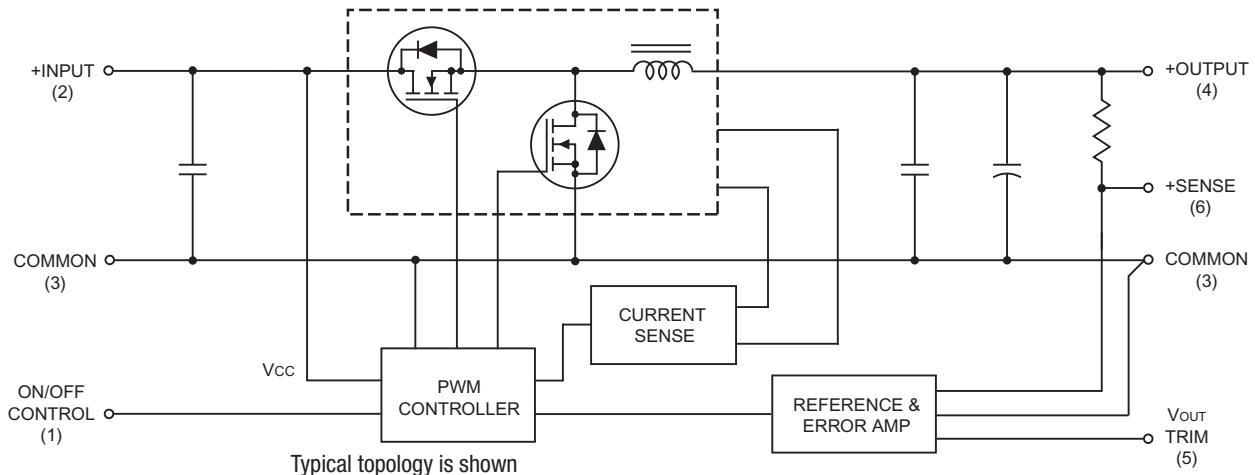 +INPUT
(2)
+OUTPUT
(4)
+SENSE
(6)
COMMON
(3)
COMMON
(3)
CURRENT
SENSE
VCC
PWM
CONTROLLER
ON/OFF
CONTROL
(1)
REFERENCE &
ERROR AMP
VOUT
TRIM
(5)
Typical topology is shown